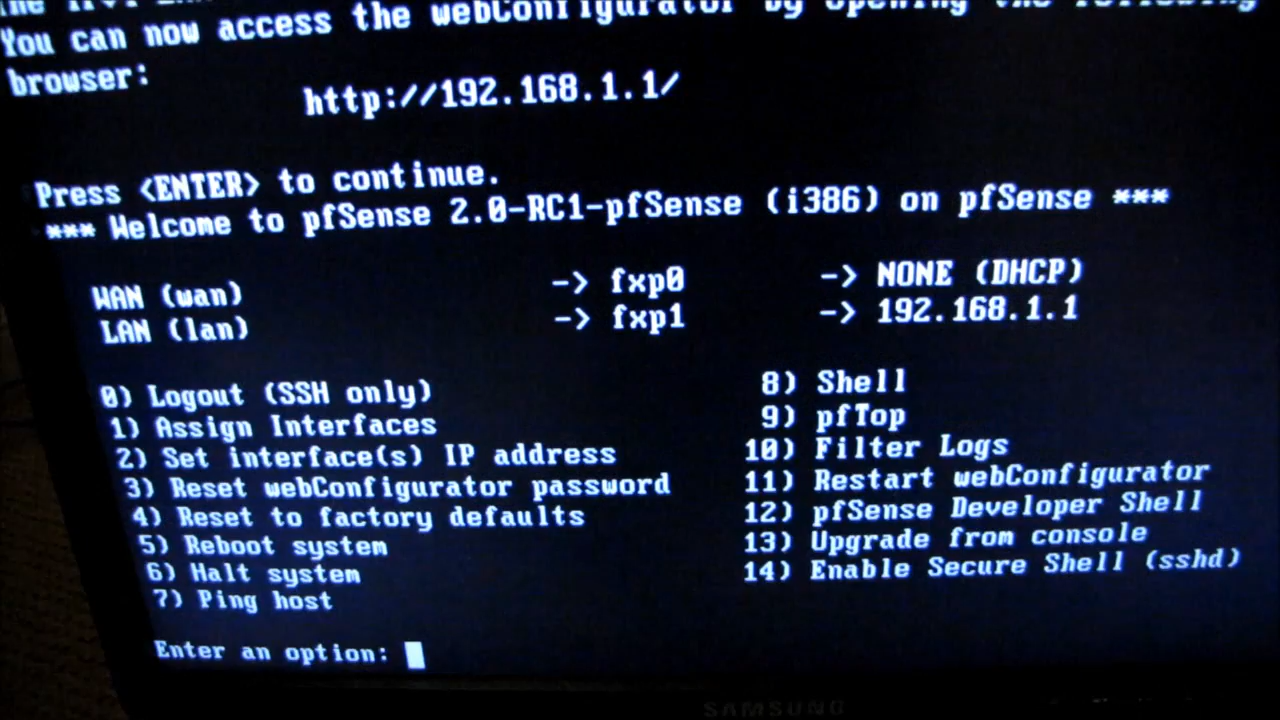 You can now access the webConfigurator by opening the following
browser:
http://192.168.1.1/
Press <ENTER> to continue.
*** Welcome to pfSense 2.0-RC1-pfSense (i386) on pfSense ***
WAN (wan) -> fxp0 -> NONE (DHCP)
LAN (lan) -> fxp1 -> 192.168.1.1
0) Logout (SSH only) 8) Shell
1) Assign Interfaces 9) pfTop
2) Set interface(s) IP address 10) Filter Logs
3) Reset webConfigurator password 11) Restart webConfigurator
4) Reset to factory defaults 12) pfSense Developer Shell
5) Reboot system 13) Upgrade from console
6) Halt system 14) Enable Secure Shell (sshd)
7) Ping host
Enter an option:
SAMSUNG